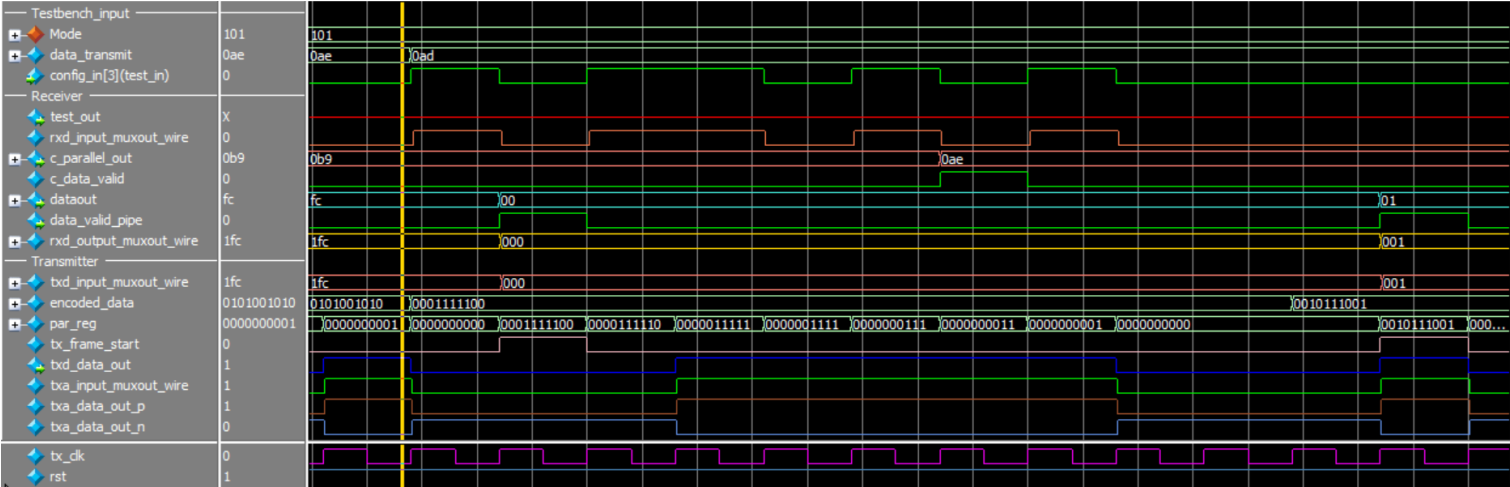 Testbench_input
Mode 101 101
data_transmit 0ae 0ae 0ad
config_in[3](test_in) 0
Receiver
test_out X
rxd_input_muxout_wire 0
c_parallel_out 0b9 0b9 0ae
c_data_valid 0
dataout fc fc 00 01
data_valid_pipe 0
rxd_output_muxout_wire 1fc 1fc 000 001
Transmitter
txd_input_muxout_wire 1fc 1fc 000 001
encoded_data 0101001010 0101001010 0001111100 0010111001
par_reg 0000000001 0000000001 0000000000 0001111100 0000111110 0000011111 0000001111 0000000111 0000000011 0000000001 0000000000 0010111001 000...
tx_frame_start 0
txd_data_out 1
txa_input_muxout_wire 1
txa_data_out_p 1
txa_data_out_n 0
tx_clk 0
rst 1